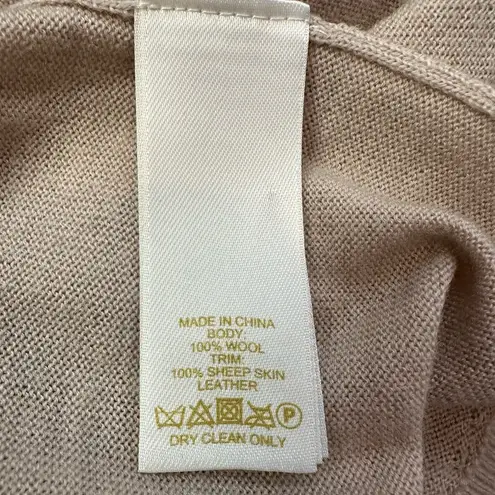 MADE IN CHINA
BODY:
100% WOOL
TRIM:
100% SHEEP SKIN
LEATHER
P
DRY CLEAN ONLY